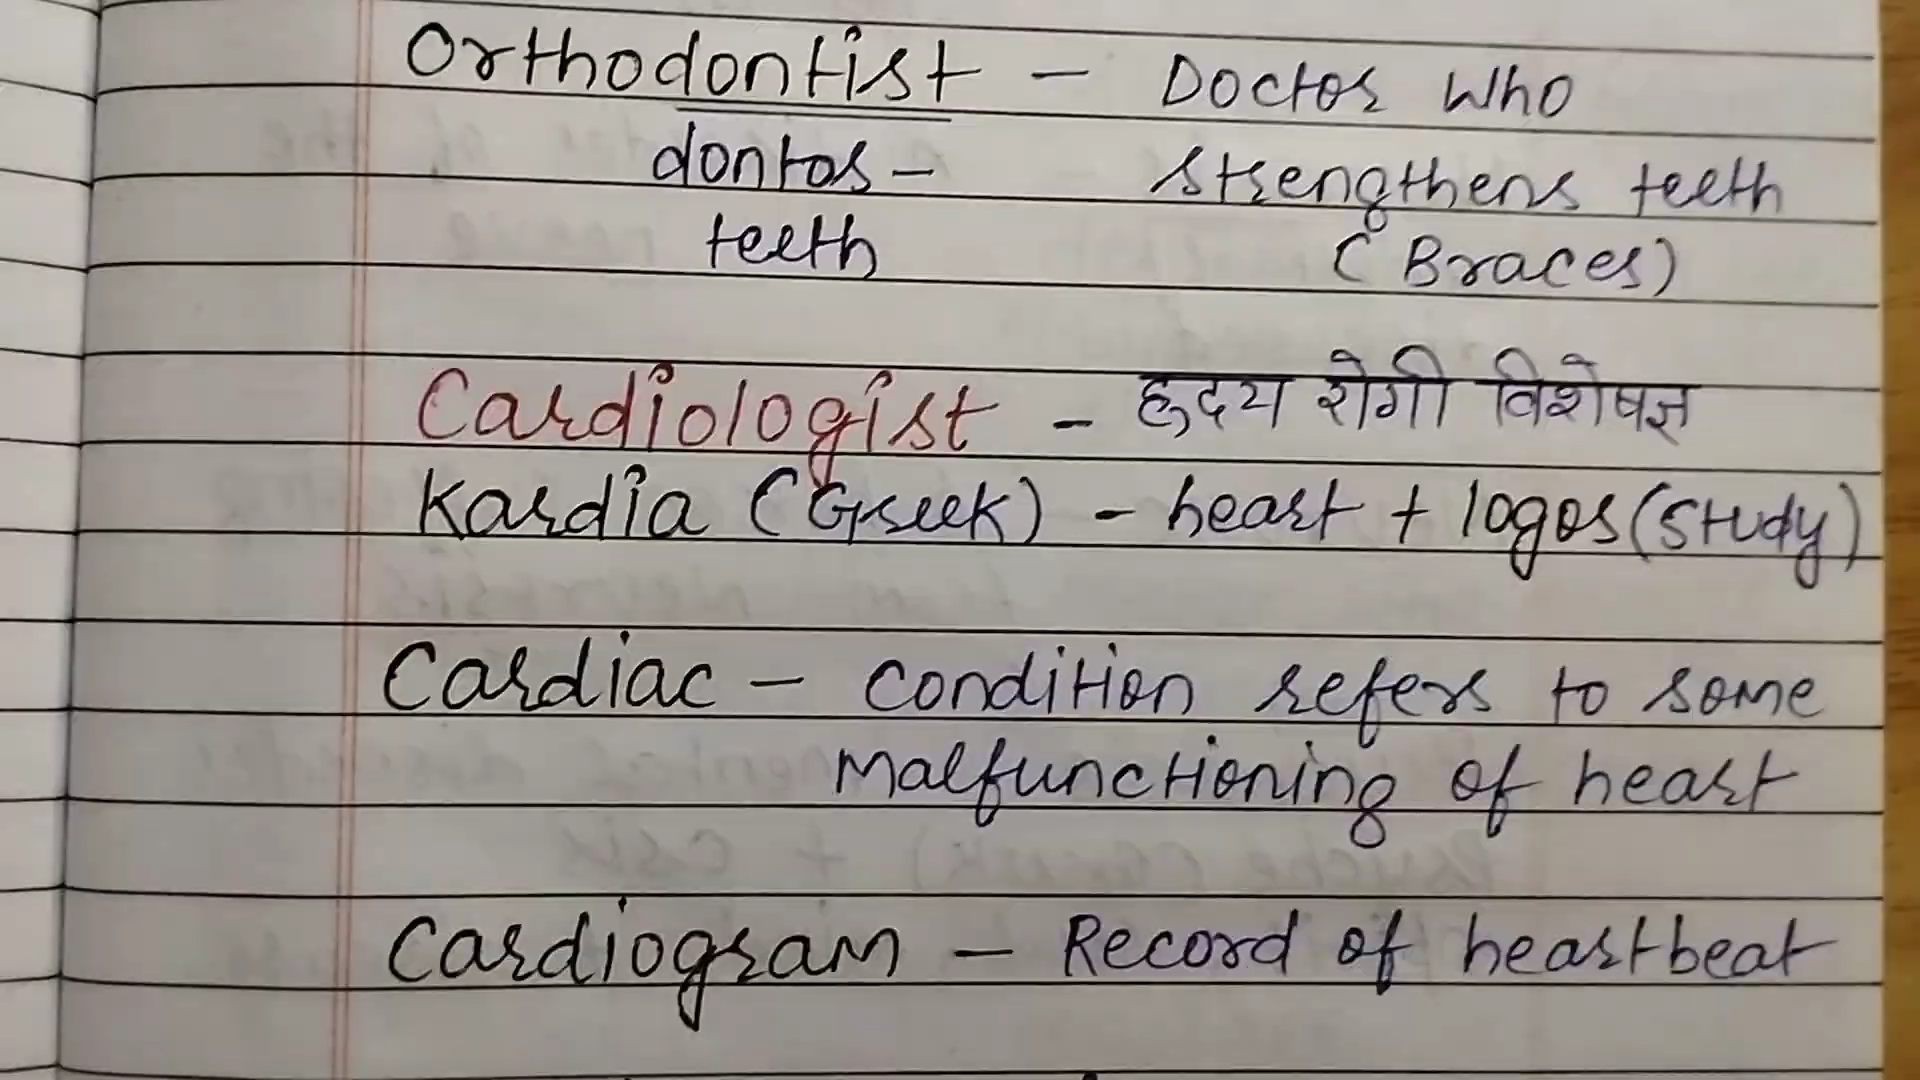 Orthodontist - Doctor who
dontos - strengthens teeth
teeth (Braces)
Cardiologist - हृदय रोगी विशेषज्ञ
Kardia (Greek) - heart + logos (study)
Cardiac - condition refers to some
malfunctioning of heart
Cardiogram - Record of heartbeat